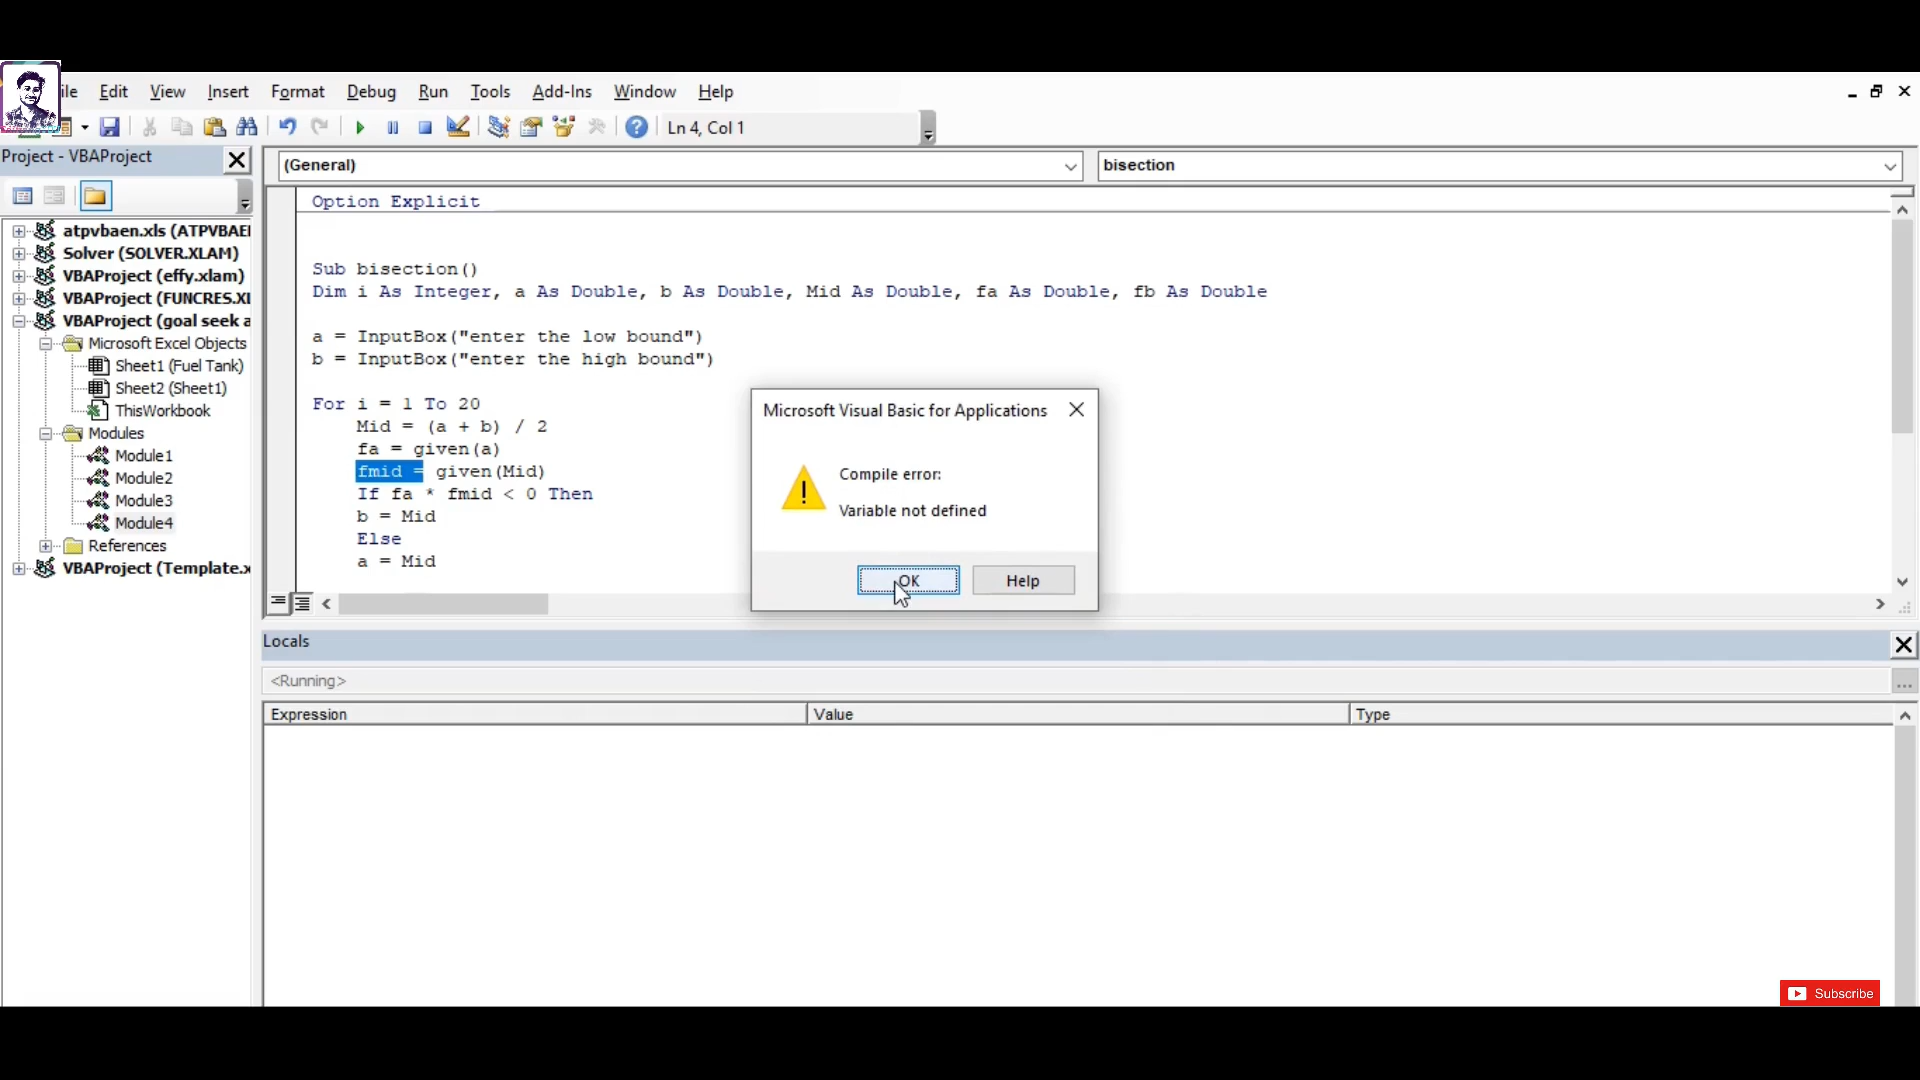 ile Edit View Insert Format Debug Run Tools Add-Ins Window Help
Ln 4, Col 1
Project - VBAProject
(General)
bisection
atpvbaen.xls (ATPVBAEI
Solver (SOLVER.XLAM)
VBAProject (effy.xlam)
VBAProject (FUNCRES.XL
VBAProject (goal seek a
Microsoft Excel Objects
Sheet1 (Fuel Tank)
Sheet2 (Sheet1)
ThisWorkbook
Modules
Module1
Module2
Module3
Module4
References
VBAProject (Template.x
Option Explicit
Sub bisection()
Dim i As Integer, a As Double, b As Double, Mid As Double, fa As Double, fb As Double
a = InputBox("enter the low bound")
b = InputBox("enter the high bound")
For i = 1 To 20
Mid = (a + b) / 2
fa = given(a)
fmid = given(Mid)
If fa * fmid < 0 Then
b = Mid
Else
a = Mid
Microsoft Visual Basic for Applications
Compile error:
Variable not defined
OK
Help
Locals
<Running>
Expression
Value
Type
Subscribe